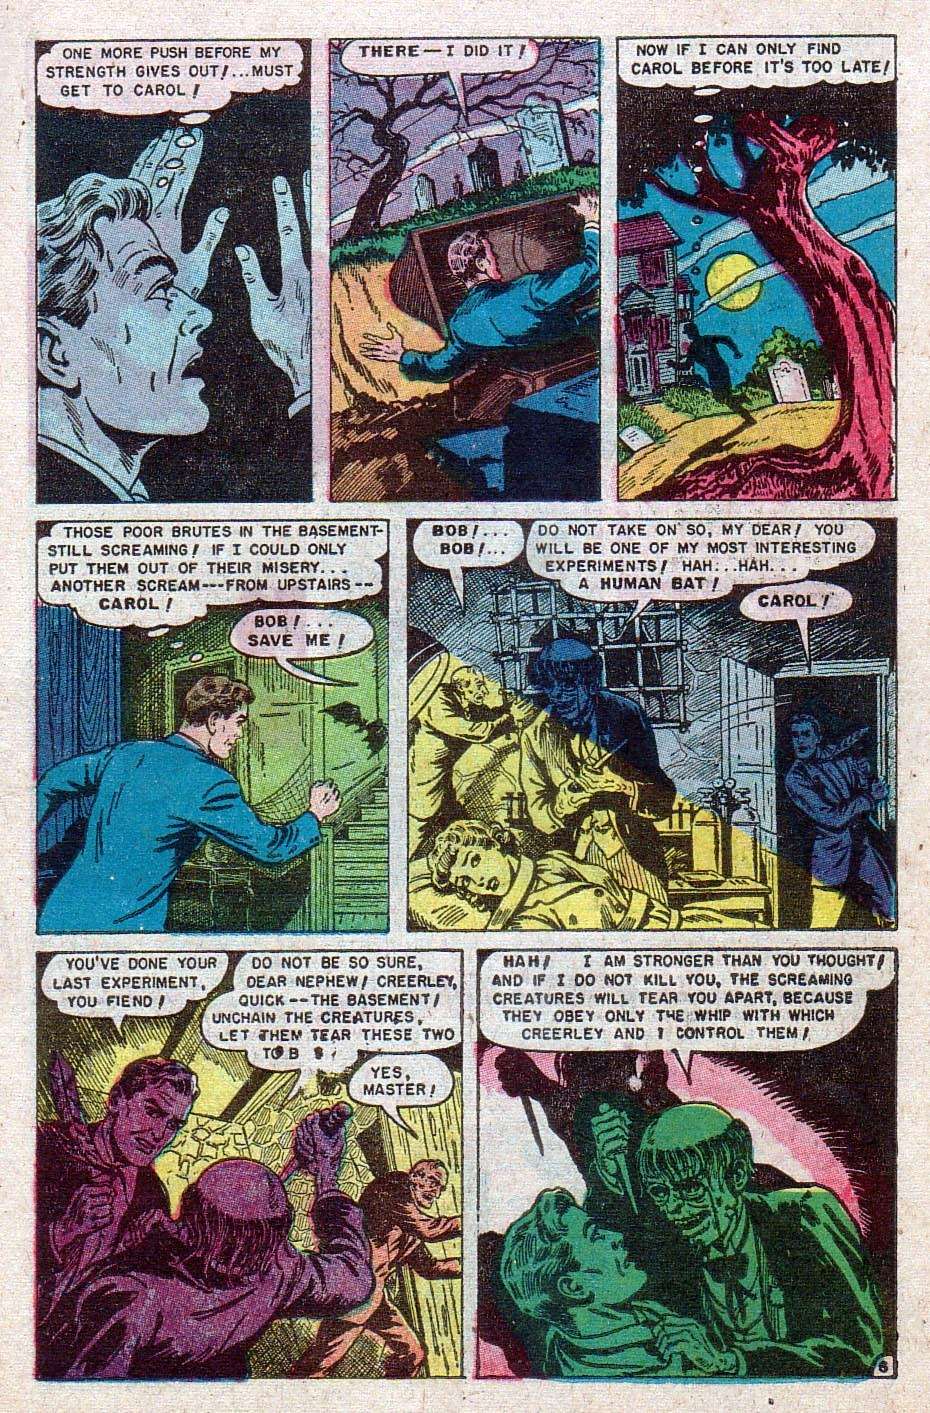 ONE MORE PUSH BEFORE MY
STRENGTH GIVES OUT!...MUST
GET TO CAROL!
THERE—I DID IT!
NOW IF I CAN ONLY FIND
CAROL BEFORE IT'S TOO LATE!
THOSE POOR BRUTES IN THE BASEMENT-
STILL SCREAMING! IF I COULD ONLY
PUT THEM OUT OF THEIR MISERY...
ANOTHER SCREAM---FROM UPSTAIRS--
CAROL!
BOB!...
SAVE ME!
BOB!...
BOB!...
DO NOT TAKE ON SO, MY DEAR! YOU
WILL BE ONE OF MY MOST INTERESTING
EXPERIMENTS! HAH...HAH...
A HUMAN BAT!
CAROL!
YOU'VE DONE YOUR
LAST EXPERIMENT,
YOU FIEND!
DO NOT BE SO SURE,
DEAR NEPHEW! CREERLEY,
QUICK--THE BASEMENT!
UNCHAIN THE CREATURES,
LET THEM TEAR THESE TWO
TO B S!
YES,
MASTER!
HAH! I AM STRONGER THAN YOU THOUGHT!
AND IF I DO NOT KILL YOU, THE SCREAMING
CREATURES WILL TEAR YOU APART, BECAUSE
THEY OBEY ONLY THE WHIP WITH WHICH
CREERLEY AND I CONTROL THEM!
6